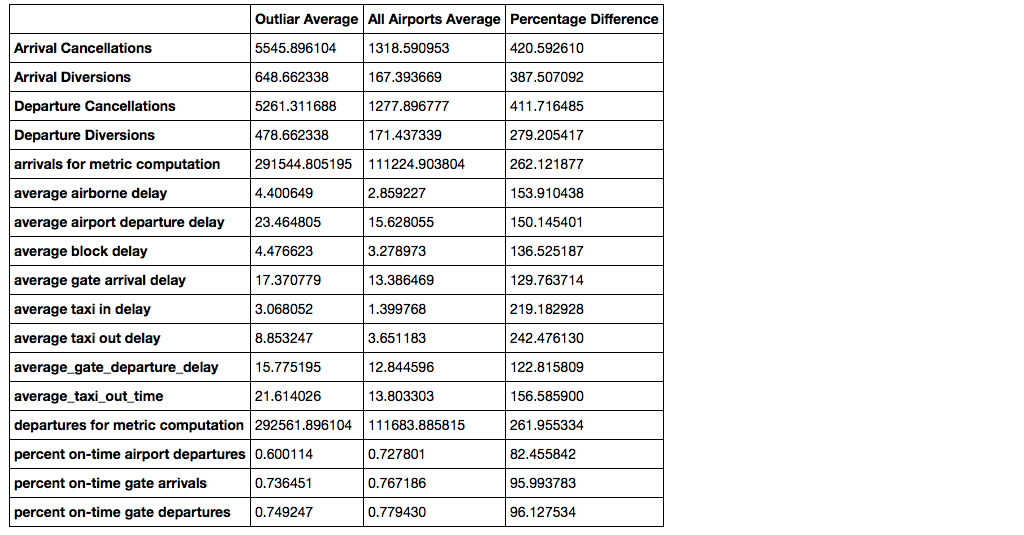 Outliar Average All Airports Average Percentage Difference
Arrival Cancellations 5545.896104 1318.590953 420.592610
Arrival Diversions 648.662338 167.393669 387.507092
Departure Cancellations 5261.311688 1277.896777 411.716485
Departure Diversions 478.662338 171.437339 279.205417
arrivals for metric computation 291544.805195 111224.903804 262.121877
average airborne delay 4.400649 2.859227 153.910438
average airport departure delay 23.464805 15.628055 150.145401
average block delay 4.476623 3.278973 136.525187
average gate arrival delay 17.370779 13.386469 129.763714
average taxi in delay 3.068052 1.399768 219.182928
average taxi out delay 8.853247 3.651183 242.476130
average_gate_departure_delay 15.775195 12.844596 122.815809
average_taxi_out_time 21.614026 13.803303 156.585900
departures for metric computation 292561.896104 111683.885815 261.955334
percent on-time airport departures 0.600114 0.727801 82.455842
percent on-time gate arrivals 0.736451 0.767186 95.993783
percent on-time gate departures 0.749247 0.779430 96.127534